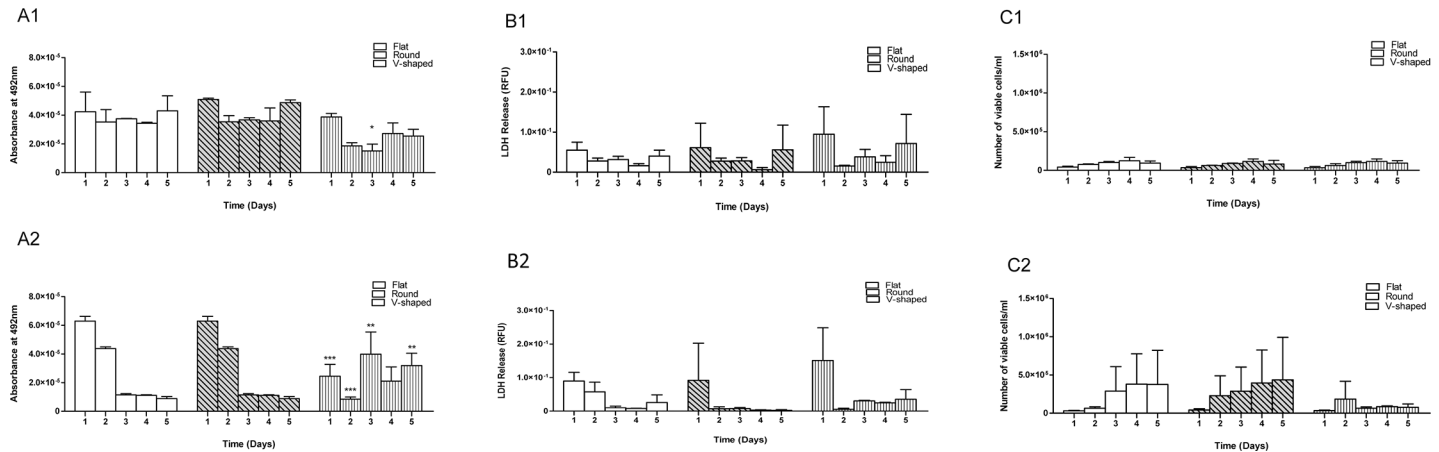 A1
Flat
Round
V-shaped
Absorbance at 492nm
8.0×10⁻⁵
6.0×10⁻⁵
4.0×10⁻⁵
2.0×10⁻⁵
0
1 2 3 4 5 1 2 3 4 5 1 2 3 4 5
*
Time (Days)
B1
Flat
Round
V-shaped
LDH Release (RFU)
3.0×10⁻¹
2.0×10⁻¹
1.0×10⁻¹
0
1 2 3 4 5 1 2 3 4 5 1 2 3 4 5
Time (Days)
C1
Flat
Round
V-shaped
Number of viable cells/ml
1.5×10⁶
1.0×10⁶
5.0×10⁵
0
1 2 3 4 5 1 2 3 4 5 1 2 3 4 5
Time (Days)
A2
Flat
Round
V-shaped
Absorbance at 492nm
8.0×10⁻⁵
6.0×10⁻⁵
4.0×10⁻⁵
2.0×10⁻⁵
0
*** *** ** **
1 2 3 4 5 1 2 3 4 5 1 2 3 4 5
Time (Days)
B2
Flat
Round
V-shaped
LDH Release (RFU)
3.0×10⁻¹
2.0×10⁻¹
1.0×10⁻¹
0
1 2 3 4 5 1 2 3 4 5 1 2 3 4 5
Time (Days)
C2
Flat
Round
V-shaped
Number of viable cells/ml
1.5×10⁶
1.0×10⁶
5.0×10⁵
0
1 2 3 4 5 1 2 3 4 5 1 2 3 4 5
Time (Days)